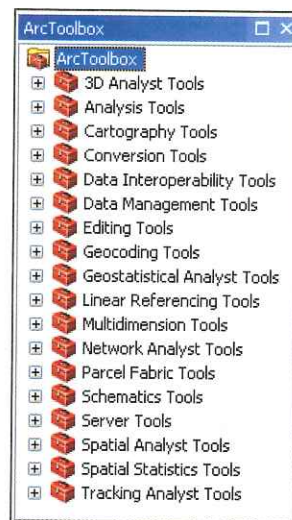 ArcToolbox
ArcToolbox
3D Analyst Tools
Analysis Tools
Cartography Tools
Conversion Tools
Data Interoperability Tools
Data Management Tools
Editing Tools
Geocoding Tools
Geostatistical Analyst Tools
Linear Referencing Tools
Multidimension Tools
Network Analyst Tools
Parcel Fabric Tools
Schematics Tools
Server Tools
Spatial Analyst Tools
Spatial Statistics Tools
Tracking Analyst Tools